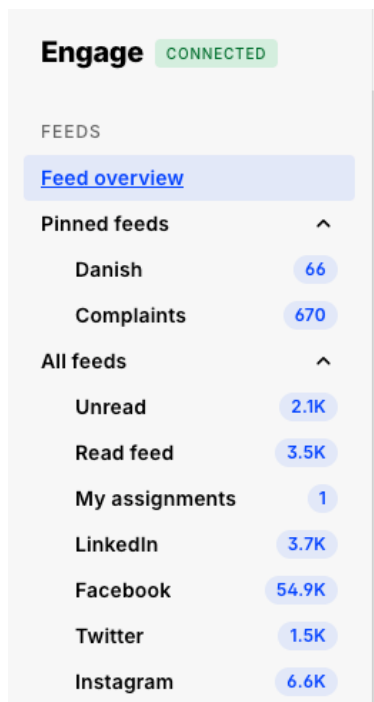 Engage CONNECTED
FEEDS
Feed overview
Pinned feeds
Danish 66
Complaints 670
All feeds
Unread 2.1K
Read feed 3.5K
My assignments 1
LinkedIn 3.7K
Facebook 54.9K
Twitter 1.5K
Instagram 6.6K